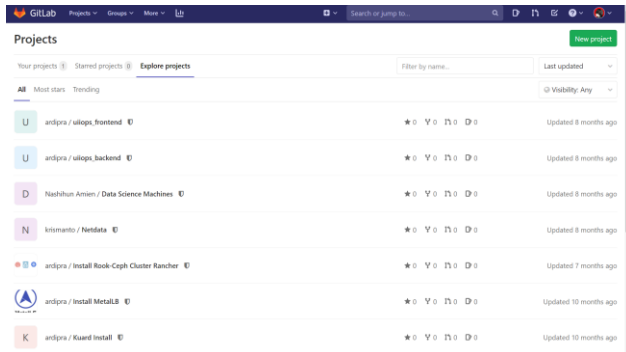 GitLab Projects Groups More Search or jump to...
Projects New project
Your projects 1 Starred projects 0 Explore projects Filter by name... Last updated
All Most stars Trending Visibility: Any
U ardipra / uiiops_frontend 0 0 0 0 Updated 8 months ago
U ardipra / uiiops_backend 0 0 0 0 Updated 8 months ago
D Nashihun Amien / Data Science Machines 0 0 0 0 Updated 8 months ago
N krismanto / Netdata 0 0 0 0 Updated 8 months ago
ardipra / Install Rook-Ceph Cluster Rancher 0 0 0 0 Updated 7 months ago
ardipra / Install MetalLB 0 0 0 0 Updated 10 months ago
K ardipra / Kuard Install 0 0 0 0 Updated 10 months ago